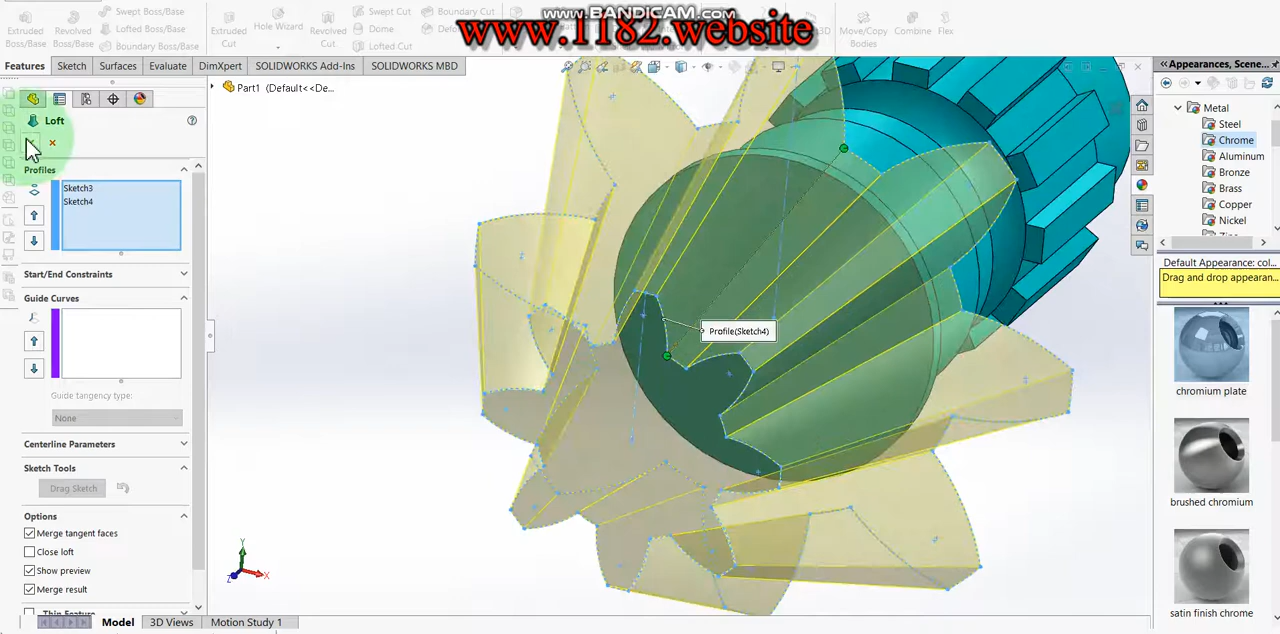 www.BANDICAM.com
www.1182.website
Extruded Boss/Base
Revolved Boss/Base
Swept Boss/Base
Lofted Boss/Base
Boundary Boss/Base
Extruded Cut
Hole Wizard
Revolved Cut
Swept Cut
Dome
Lofted Cut
Boundary Cut
Move/Copy Bodies
Combine
Flex
Features
Sketch
Surfaces
Evaluate
DimXpert
SOLIDWORKS Add-Ins
SOLIDWORKS MBD
Part1 (Default<<De...
Loft
Profiles
Sketch3
Sketch4
Start/End Constraints
Guide Curves
Guide tangency type:
None
Centerline Parameters
Sketch Tools
Drag Sketch
Options
Merge tangent faces
Close loft
Show preview
Merge result
Thin Feature
Profile(Sketch4)
Y
X
Z
Model
3D Views
Motion Study 1
Appearances, Scene...
Metal
Steel
Chrome
Aluminum
Bronze
Brass
Copper
Nickel
Default Appearance: col...
Drag and drop appearan...
chromium plate
brushed chromium
satin finish chrome